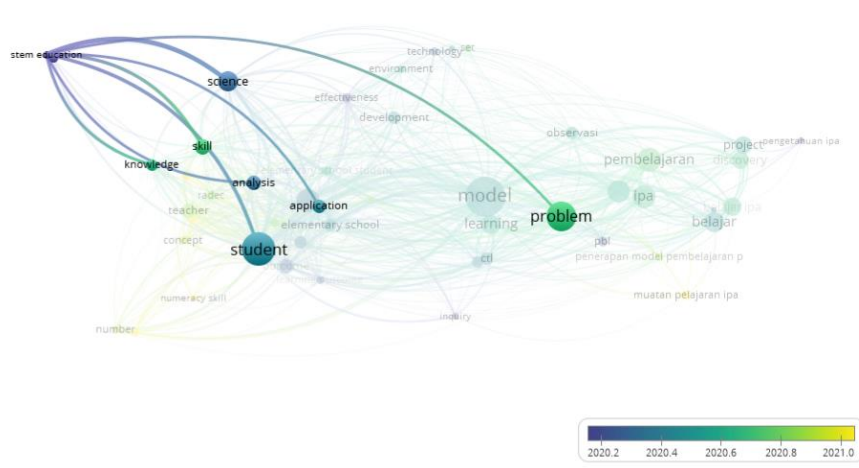 technology
set
stem education
environment
science
effectiveness
development
observasi
skill
project
pengetahuan ipa
pembelajaran
discovery
knowledge
analysis
radec
model
ipa
application
teacher
problem
belajar
elementary school
learning
concept
student
pbl
ctl
penerapan model pembelajaran p
numeracy skill
muatan pelajaran ipa
inquiry
number
2020.2 2020.4 2020.6 2020.8 2021.0